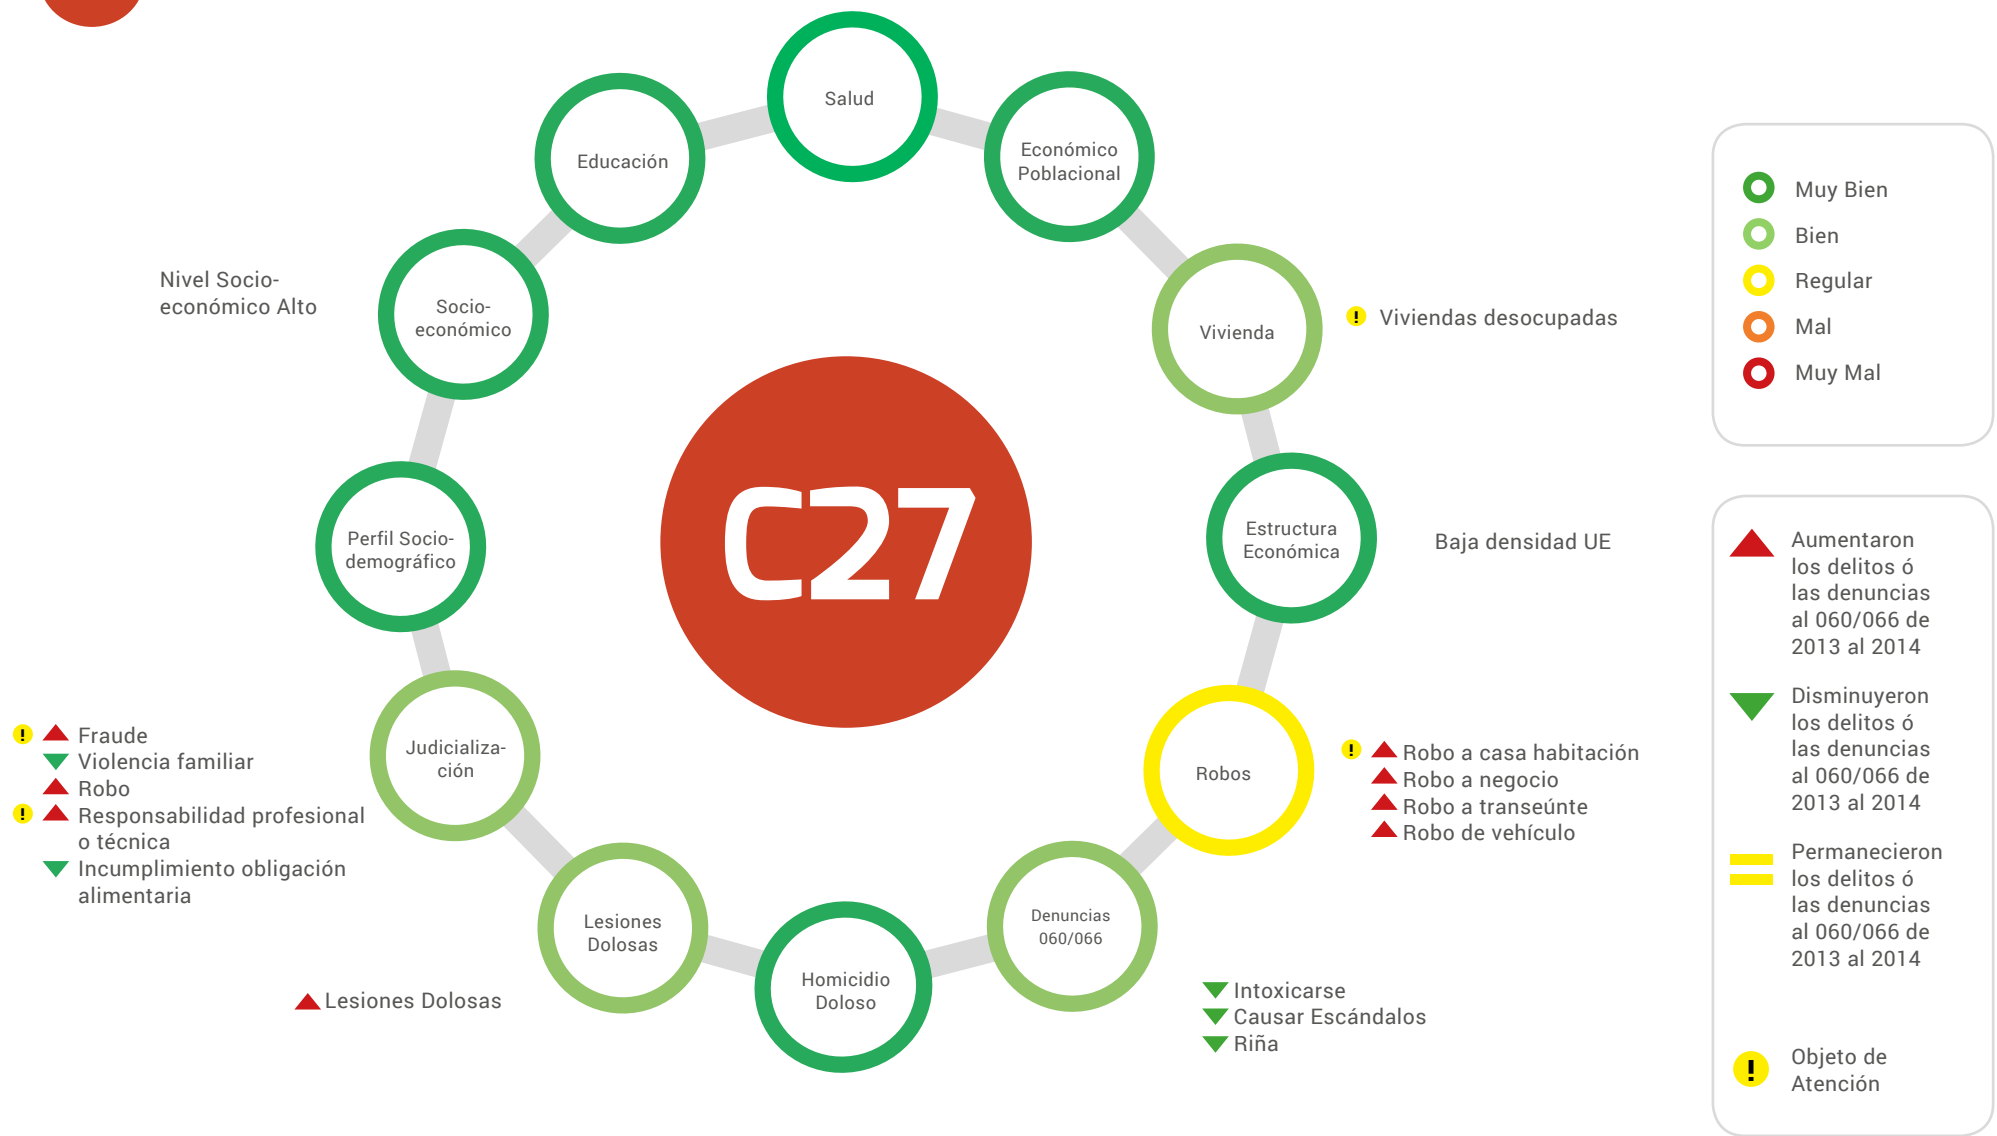 Salud
Educación
Económico
Poblacional
Nivel Socio-
económico Alto
Socio-
económico
Vivienda
! Viviendas desocupadas
C27
Perfil Socio-
demográfico
Estructura
Económica
Baja densidad UE
! Fraude
Violencia familiar
Robo
! Responsabilidad profesional
o técnica
Incumplimiento obligación
alimentaria
Judicializa-
ción
Robos
! Robo a casa habitación
Robo a negocio
Robo a transeúnte
Robo de vehículo
Lesiones
Dolosas
Lesiones Dolosas
Homicidio
Doloso
Denuncias
060/066
Intoxicarse
Causar Escándalos
Riña
Muy Bien
Bien
Regular
Mal
Muy Mal
Aumentaron
los delitos ó
las denuncias
al 060/066 de
2013 al 2014
Disminuyeron
los delitos ó
las denuncias
al 060/066 de
2013 al 2014
Permanecieron
los delitos ó
las denuncias
al 060/066 de
2013 al 2014
! Objeto de
Atención